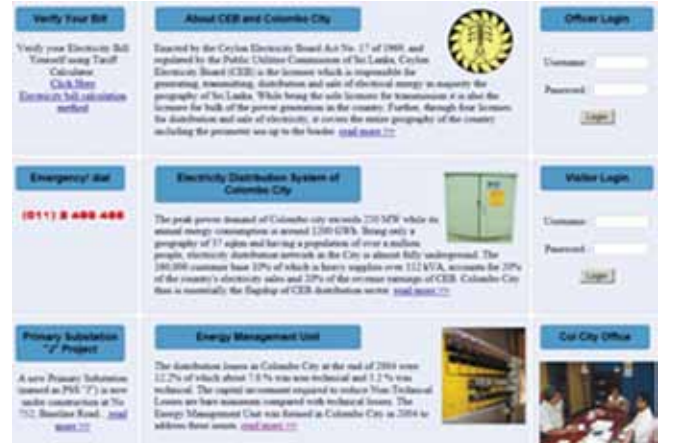 Verify Your Bill
Verify your Electricity Bill
Yourself using Tariff
Calculator.
Click Here
Electricity bill calculation
method
About CEB and Colombo City
Enacted by the Ceylon Electricity Board Act No. 17 of 1969, and
regulated by the Public Utilities Commission of Sri Lanka, Ceylon
Electricity Board (CEB) is the licensee which is responsible for
generating, transmitting, distribution and sale of electrical energy in majority the
geography of Sri Lanka. While being the sole licensee for transmission it is also the
licensee for bulk of the power generation in the country. Further, through four licenses
for distribution and sale of electricity, it covers the entire geography of the country
including the perimeter sea up to the border. read more >>
Officer Login
Username:
Password:
Login
Emergency! dial
(011) 2 466 466
Electricity Distribution System of
Colombo City
The peak power demand of Colombo city exceeds 220 MW while its
annual energy consumption is around 1200 GWh. Being only a
geography of 37 sqkm and having a population of over a million
people, electricity distribution network in the City is almost fully underground. The
160,000 customer base 10% of which is heavy supplies over 112 kVA, accounts for 20%
of the country's electricity sales and 20% of the revenue earnings of CEB. Colombo City
thus is essentially the flagship of CEB distribution sector. read more >>
Visitor Login
Username:
Password:
Login
Primary Substation
"J" Project
A new Primary Substation
(named as PSS "J") is now
under construction at No
752, Baseline Road, read
more >>
Energy Management Unit
The distribution losses in Colombo City at the end of 2004 were
12.2% of which about 7.0 % was non-technical and 5.2 % was
technical. The capital investment required to reduce Non-Technical
Losses are bare minimum compared with technical losses. The
Energy Management Unit was formed in Colombo City in 2004 to
address these issues. read more >>
Col City Office